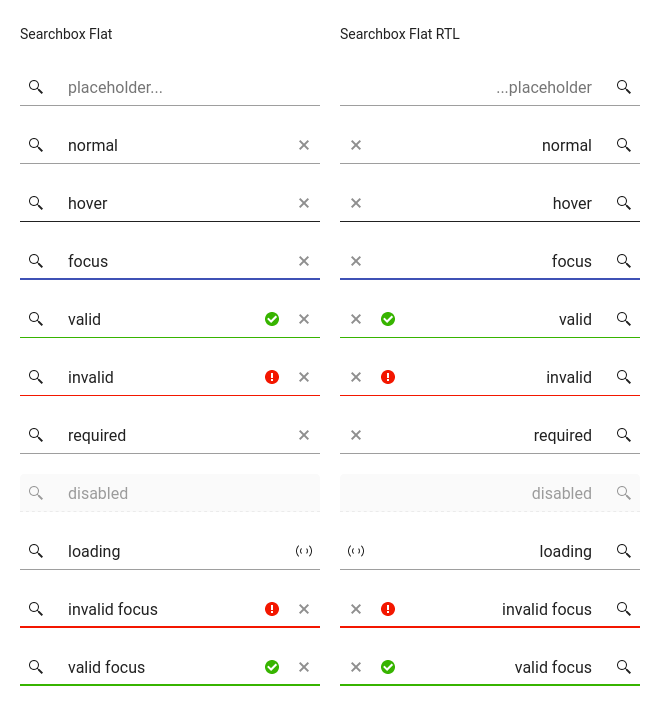 Searchbox Flat
placeholder...
normal
hover
focus
valid
invalid
required
disabled
loading
invalid focus
valid focus
Searchbox Flat RTL
...placeholder
normal
hover
focus
valid
invalid
required
disabled
loading
invalid focus
valid focus